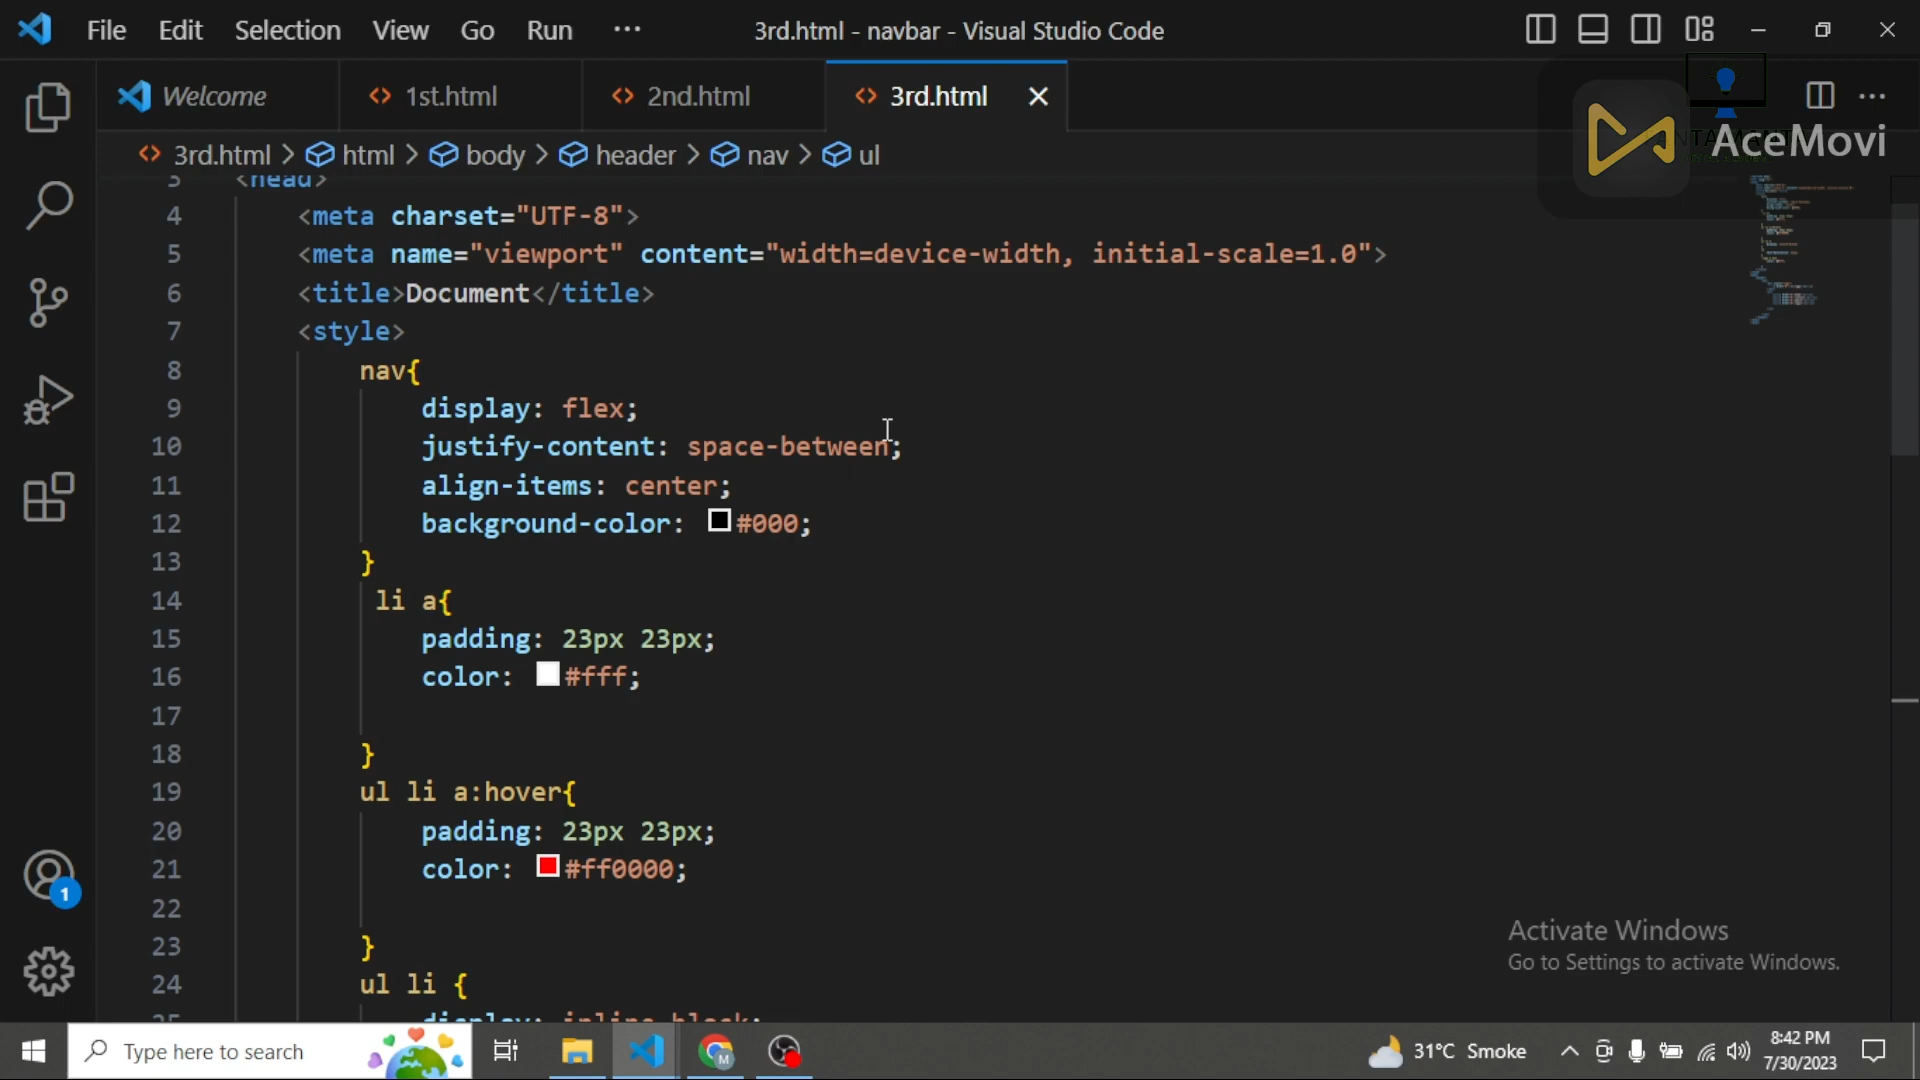 File Edit Selection View Go Run ··· 3rd.html - navbar - Visual Studio Code
Welcome 1st.html 2nd.html 3rd.html
AceMovi
3rd.html > html > body > header > nav > ul
3 <head>
4 <meta charset="UTF-8">
5 <meta name="viewport" content="width=device-width, initial-scale=1.0">
6 <title>Document</title>
7 <style>
8 nav{
9 display: flex;
10 justify-content: space-between;
11 align-items: center;
12 background-color: #000;
13 }
14 li a{
15 padding: 23px 23px;
16 color: #fff;
17
18 }
19 ul li a:hover{
20 padding: 23px 23px;
21 color: #ff0000;
22
23 }
24 ul li {
25 display: inline-block;
1
Activate Windows
Go to Settings to activate Windows.
Type here to search
M
31°C Smoke
8:42 PM
7/30/2023